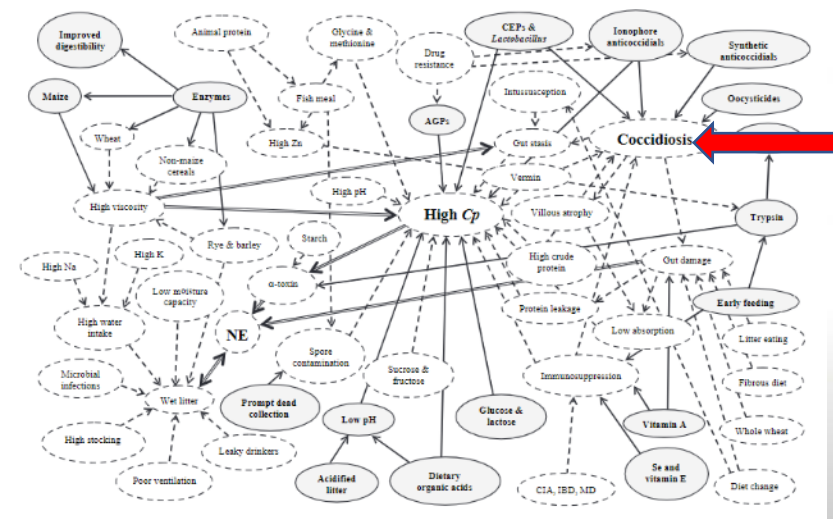 Improved
digestibility
Animal protein
Glycine &
methionine
CEPs &
Lactobacillus
Ionophore
anticoccidials
Drug
resistance
Synthetic
anticoccidials
Maize
Enzymes
Fish meal
Intussusception
Oocysticides
AGPs
Wheat
High Zn
Gut stasis
Coccidiosis
Non-maize
cereals
Vermin
High pH
High viscosity
High Cp
Villous atrophy
Trypsin
Starch
Rye & barley
High K
High Na
High crude
protein
Gut damage
Low moisture
capacity
α-toxin
Early feeding
Protein leakage
High water
intake
NE
Low absorption
Litter eating
Spore
contamination
Microbial
infections
Sucrose &
fructose
Immunosuppression
Fibrous diet
Wet litter
Prompt dead
collection
Low pH
Glucose &
lactose
Vitamin A
Whole wheat
High stocking
Leaky drinkers
Se and
vitamin E
Poor ventilation
Acidified
litter
Dietary
organic acids
CIA, IBD, MD
Diet change